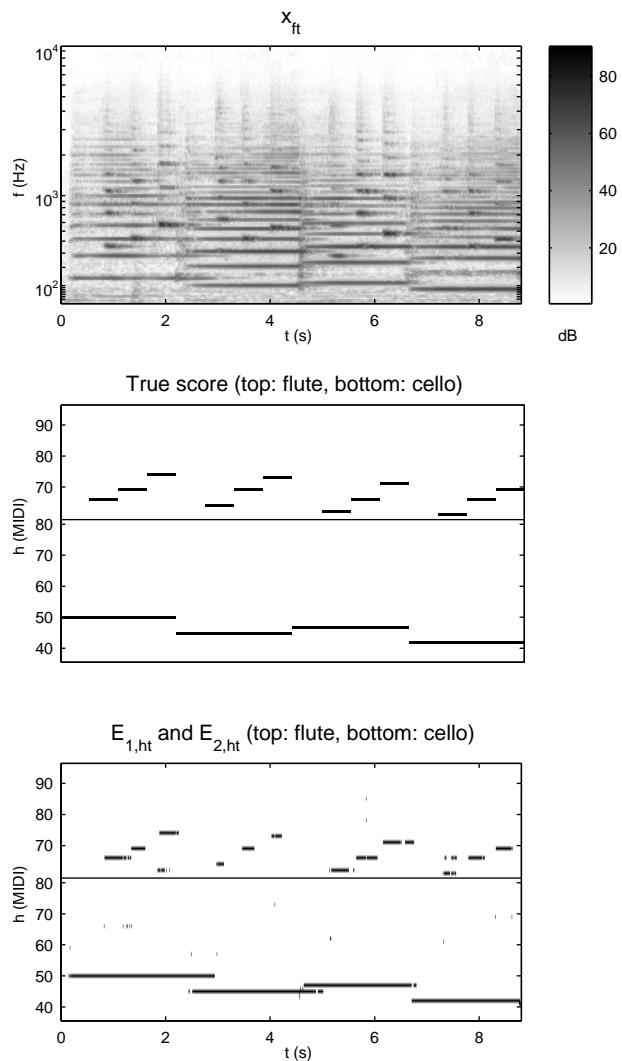 x_ft
10^4
10^3
10^2
f (Hz)
0 2 4 6 8
t (s)
80
60
40
20
dB
True score (top: flute, bottom: cello)
90
80
70
80
70
60
50
40
h (MIDI)
E_1,ht and E_2,ht (top: flute, bottom: cello)
90
80
70
80
70
60
50
40
h (MIDI)
0 2 4 6 8
t (s)